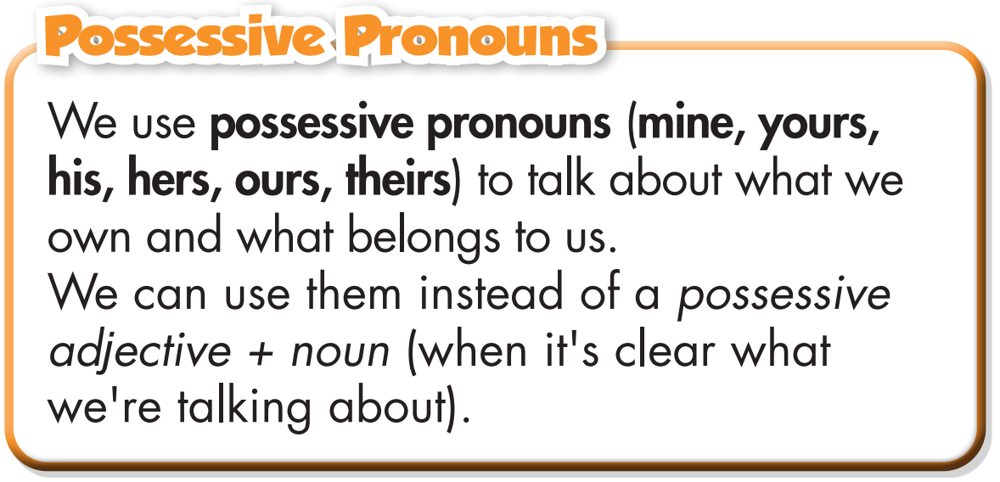 Possessive Pronouns
We use possessive pronouns (mine, yours,
his, hers, ours, theirs) to talk about what we
own and what belongs to us.
We can use them instead of a possessive
adjective + noun (when it's clear what
we're talking about).